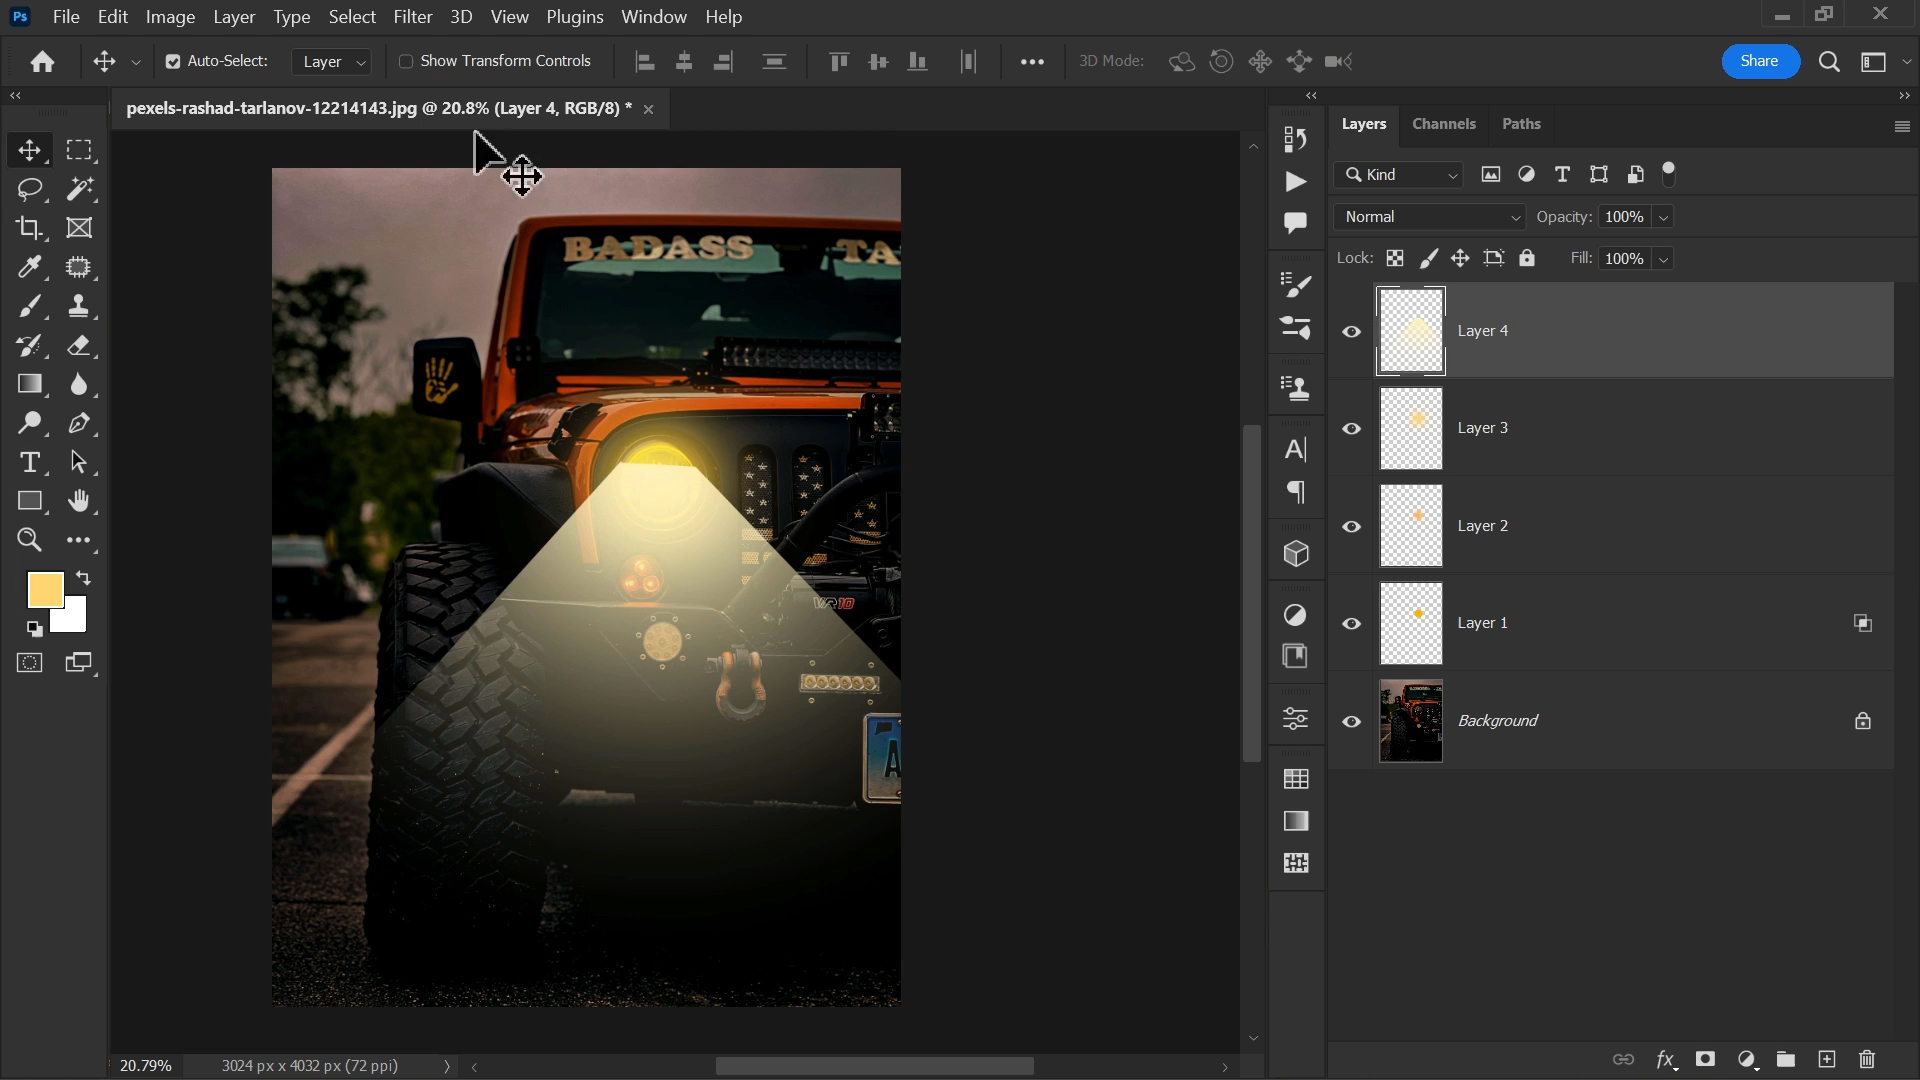 Ps File Edit Image Layer Type Select Filter 3D View Plugins Window Help
Auto-Select: Layer Show Transform Controls 3D Mode: Share
pexels-rashad-tarlanov-12214143.jpg @ 20.8% (Layer 4, RGB/8) *
Layers Channels Paths
Kind
Normal Opacity: 100%
Lock: Fill: 100%
BADASS TA
Layer 4
Layer 3
Layer 2
VR10
Layer 1
Background
A
20.79% 3024 px x 4032 px (72 ppi)